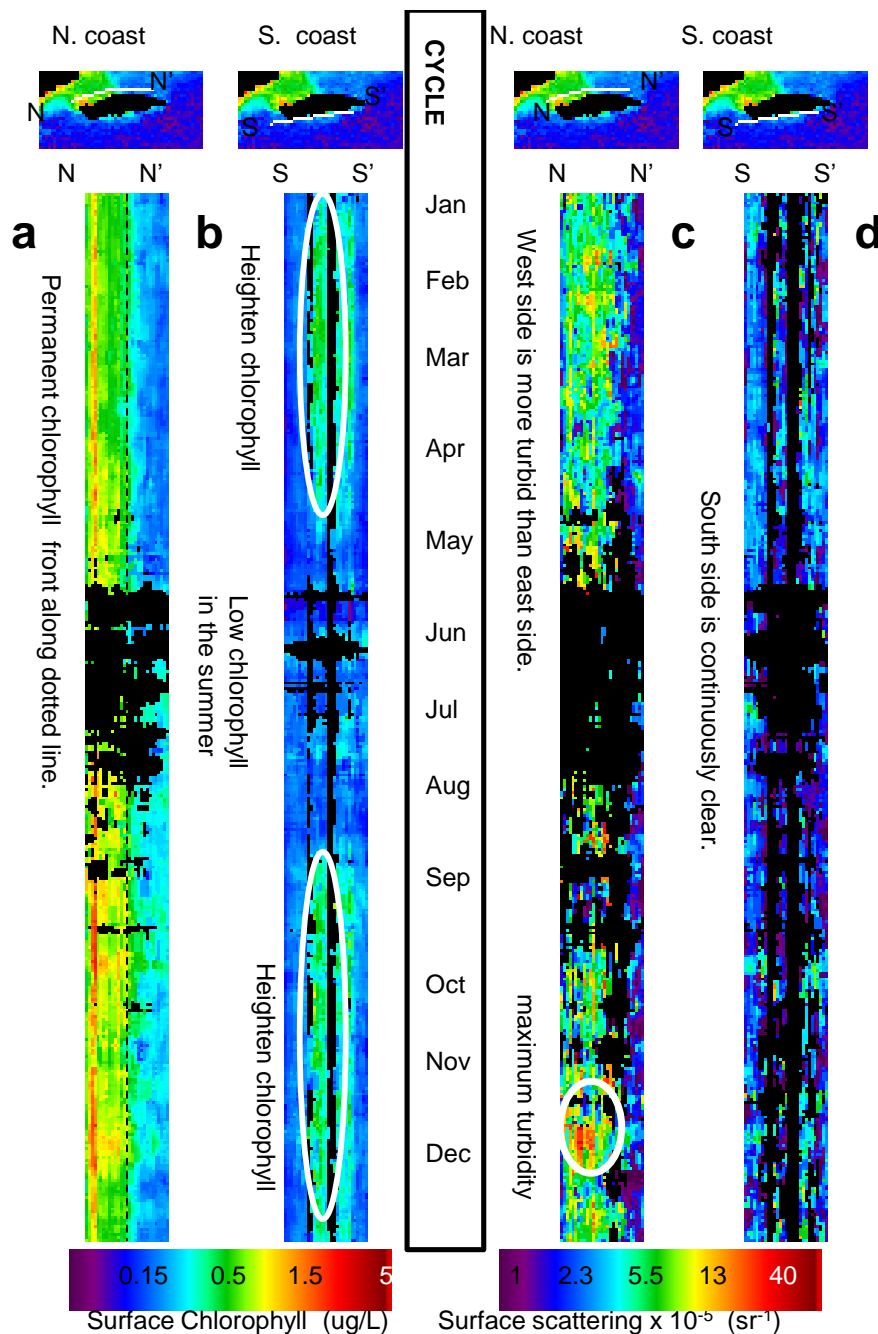 N. coast
S. coast
CYCLE
N. coast
S. coast
N
N'
S
S'
N
N'
S
S'
N
N'
S
S'
N
N'
S
S'
a
b
c
d
Permanent chlorophyll front along dotted line.
Heighten chlorophyll
Low chlorophyll
in the summer
Heighten chlorophyll
Jan
Feb
Mar
Apr
May
Jun
Jul
Aug
Sep
Oct
Nov
Dec
West side is more turbid than east side.
maximum turbidity
South side is continuously clear.
0.15 0.5 1.5 5
Surface Chlorophyll (ug/L)
1 2.3 5.5 13 40
Surface scattering x 10⁻⁵ (sr⁻¹)